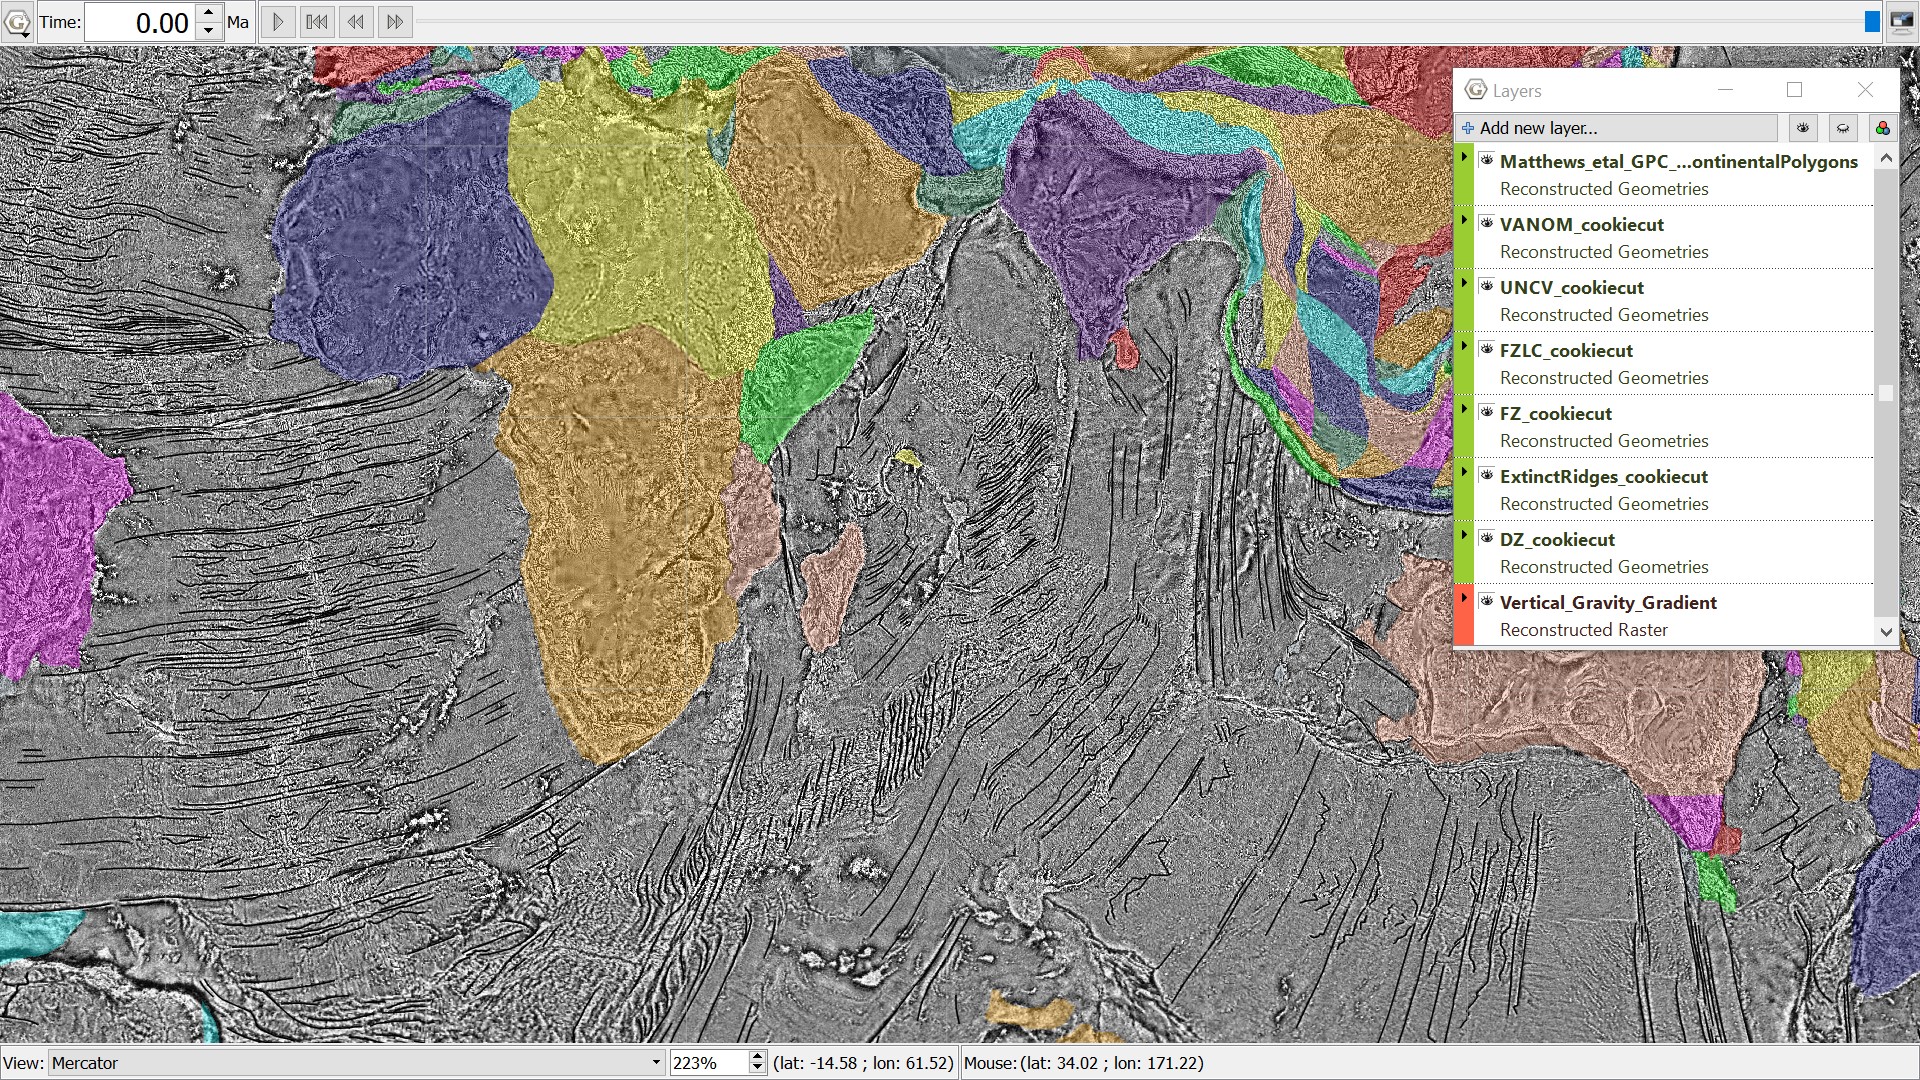 Time: 0.00 Ma
Layers
Add new layer...
Matthews_etal_GPC_...ontinentalPolygons
Reconstructed Geometries
VANOM_cookiecut
Reconstructed Geometries
UNCV_cookiecut
Reconstructed Geometries
FZLC_cookiecut
Reconstructed Geometries
FZ_cookiecut
Reconstructed Geometries
ExtinctRidges_cookiecut
Reconstructed Geometries
DZ_cookiecut
Reconstructed Geometries
Vertical_Gravity_Gradient
Reconstructed Raster
View: Mercator 223% (lat: -14.58 ; lon: 61.52) Mouse: (lat: 34.02 ; lon: 171.22)